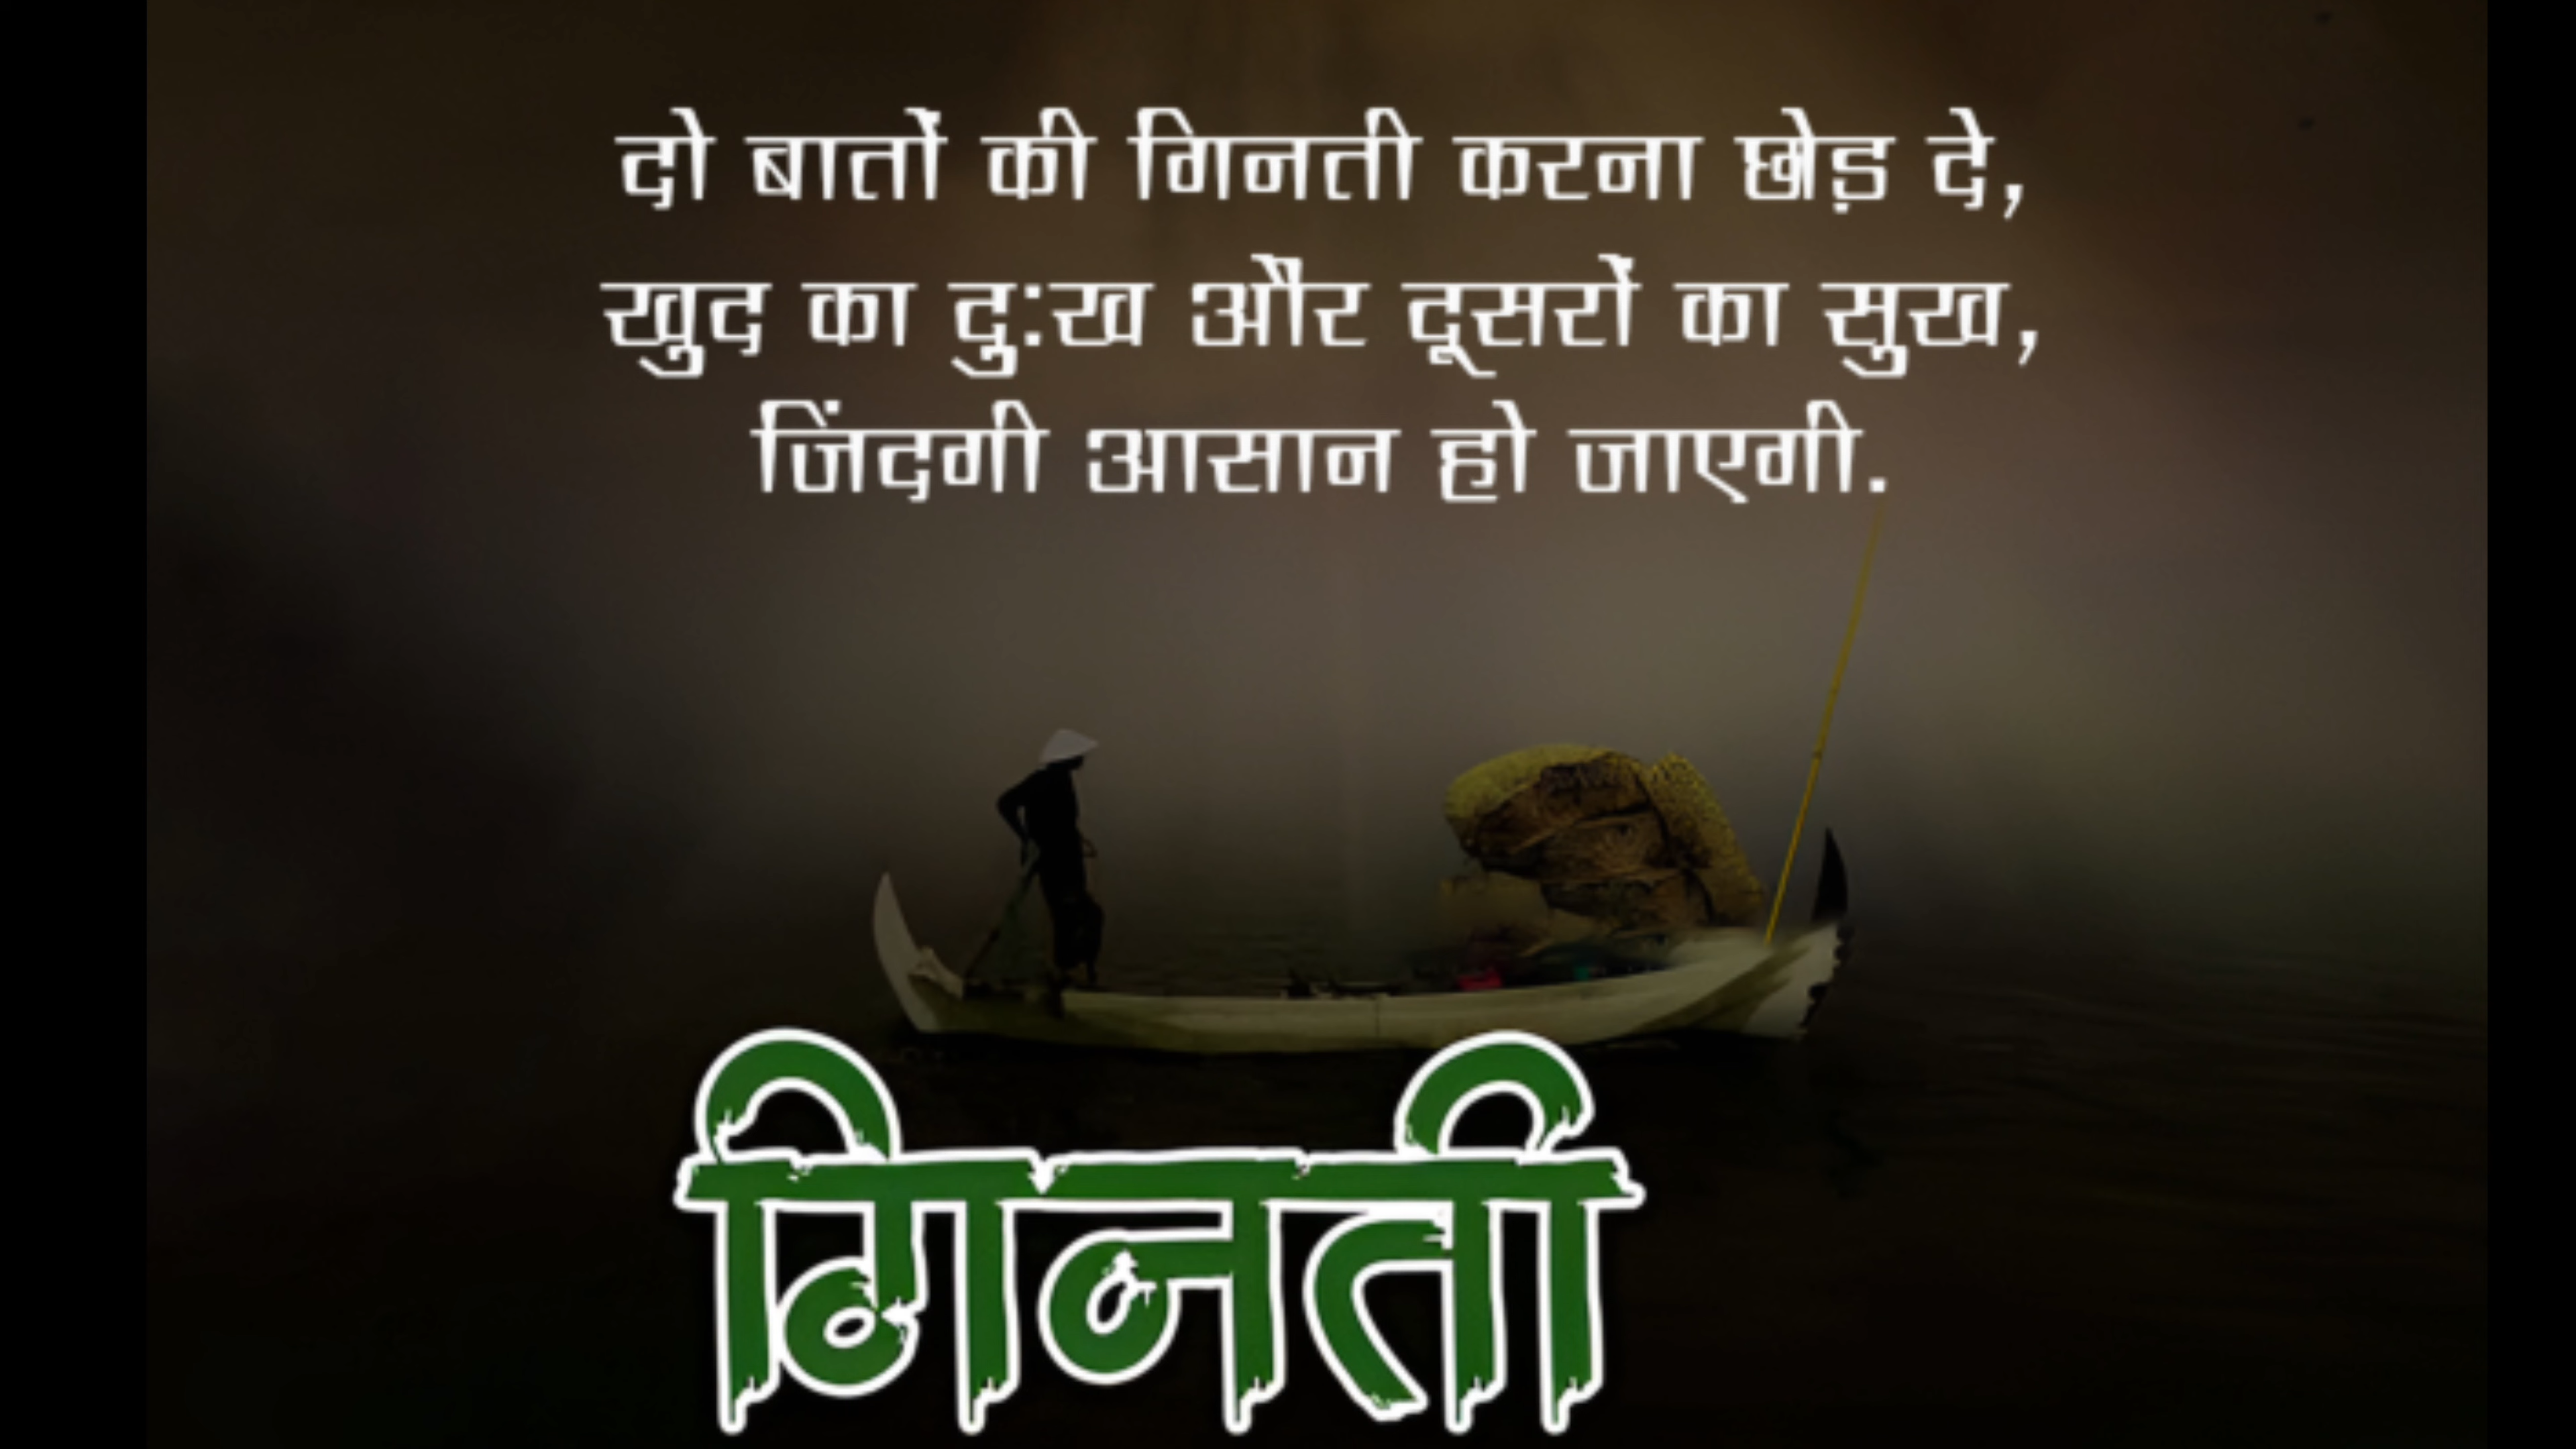 दो बातों की गिनती करना छोड़ दे,
खुद का दु:ख और दूसरों का सुख,
जिंदगी आसान हो जाएगी.
गिनती